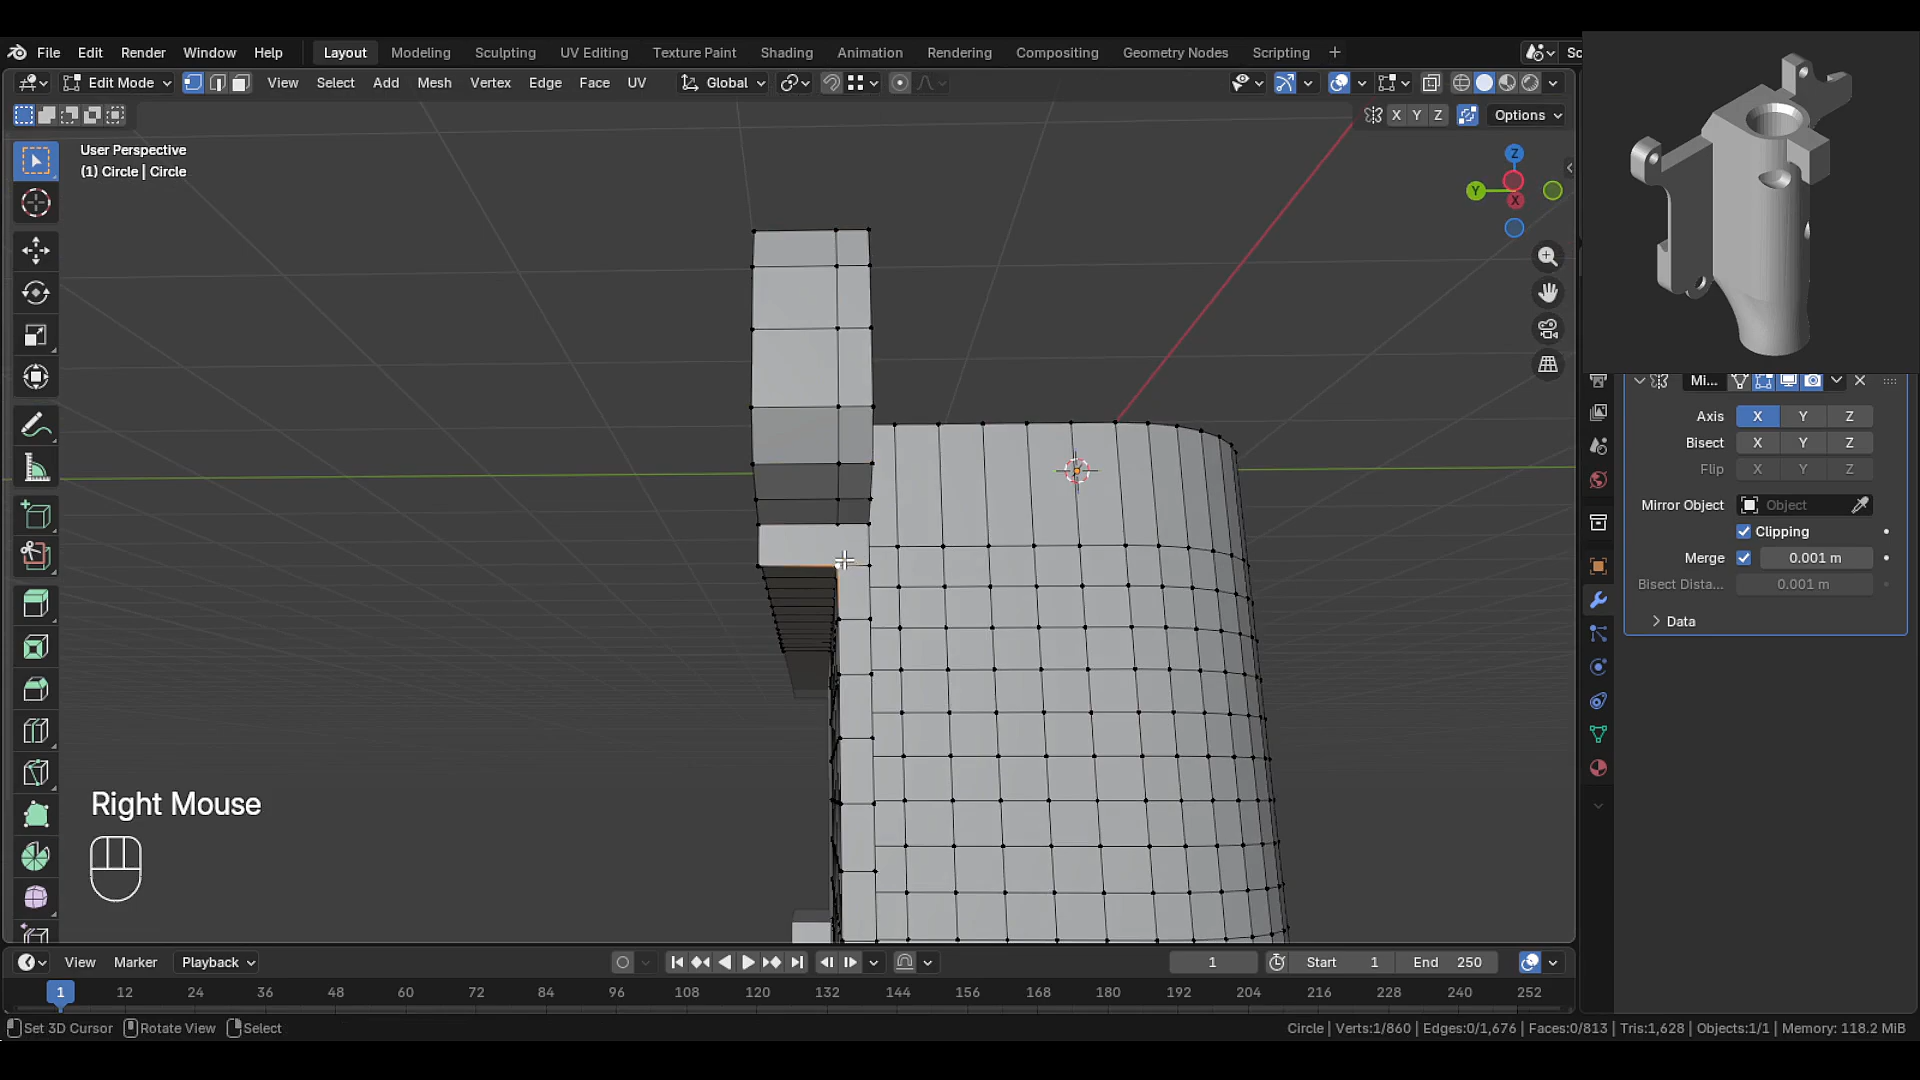 File Edit Render Window Help Layout Modeling Sculpting UV Editing Texture Paint Shading Animation Rendering Compositing Geometry Nodes Scripting + Sc
Edit Mode View Select Add Mesh Vertex Edge Face UV Global
X Y Z Options
User Perspective
(1) Circle | Circle
Z
Y
X
Mi...
Axis X Y Z
Bisect X Y Z
Flip X Y Z
Mirror Object Object
Clipping
Merge 0.001 m
Bisect Dista... 0.001 m
Data
Right Mouse
View Marker Playback 1 Start 1 End 250
1 12 24 36 48 60 72 84 96 108 120 132 144 156 168 180 192 204 216 228 240 252
Set 3D Cursor Rotate View Select Circle | Verts:1/860 | Edges:0/1,676 | Faces:0/813 | Tris:1,628 | Objects:1/1 | Memory: 118.2 MiB